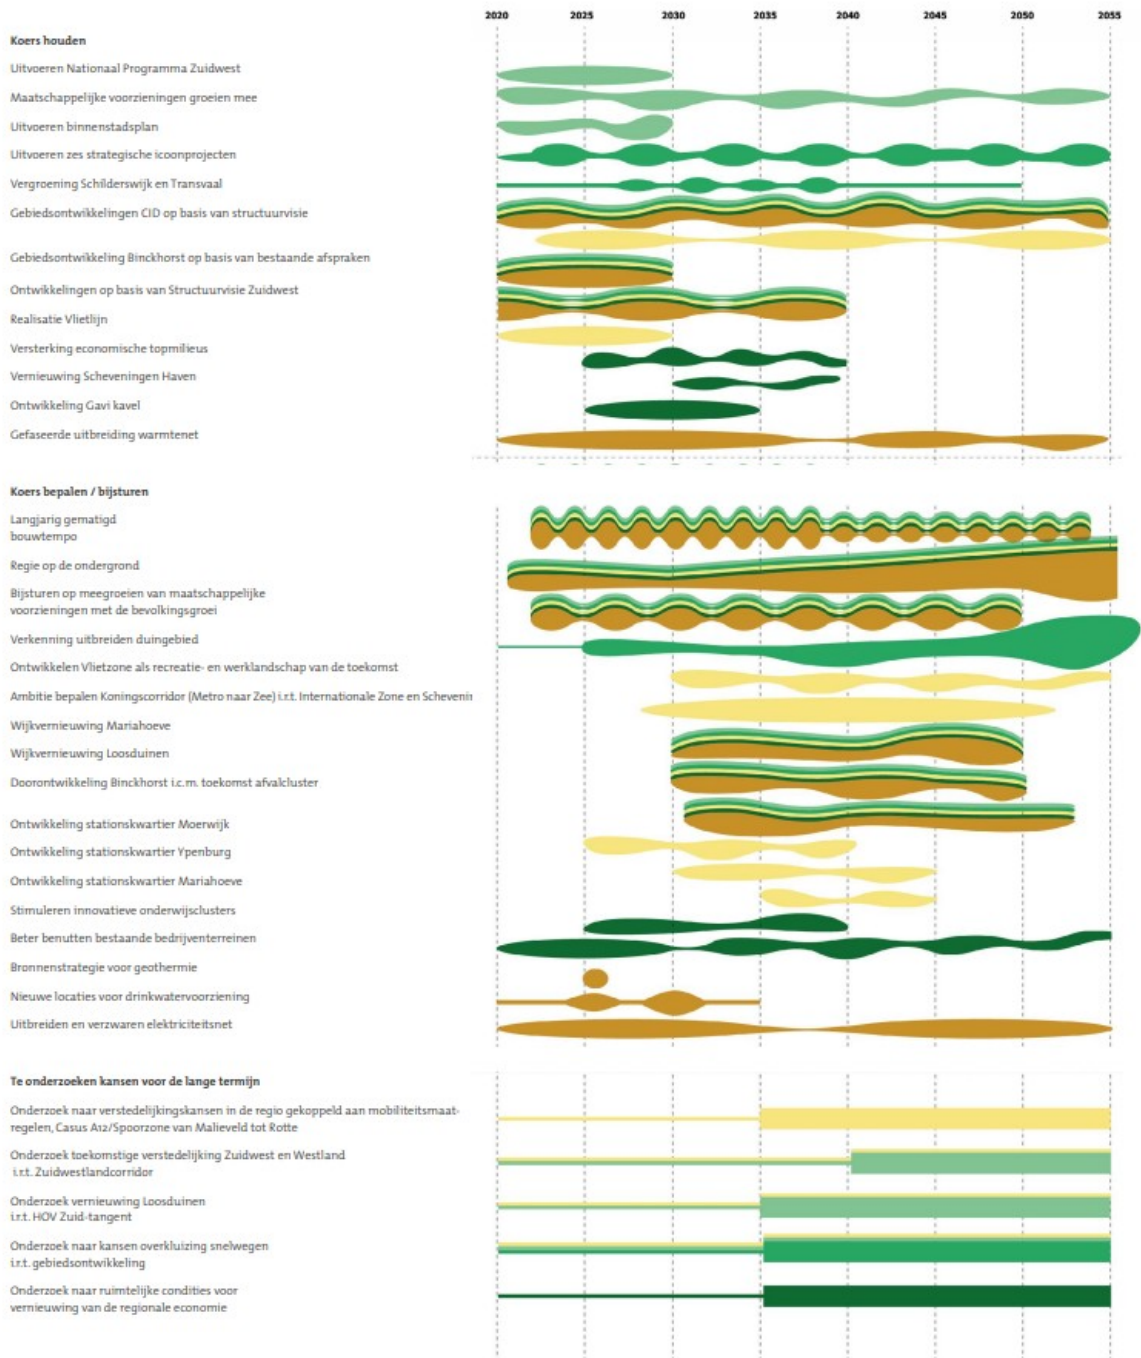 2020 2025 2030 2035 2040 2045 2050 2055
Koers houden
Uitvoeren Nationaal Programma Zuidwest
Maatschappelijke voorzieningen groeien mee
Uitvoeren binnenstadsplan
Uitvoeren zes strategische icoonprojecten
Vergroening Schilderswijk en Transvaal
Gebiedsontwikkelingen CID op basis van structuurvisie
Gebiedsontwikkeling Binckhorst op basis van bestaande afspraken
Ontwikkelingen op basis van Structuurvisie Zuidwest
Realisatie Vlietlijn
Versterking economische topmilieus
Vernieuwing Scheveningen Haven
Ontwikkeling Gavi kavel
Gefaseerde uitbreiding warmtenet
Koers bepalen / bijsturen
Langjarig gematigd
bouwtempo
Regie op de ondergrond
Bijsturen op meegroeien van maatschappelijke
voorzieningen met de bevolkingsgroei
Verkenning uitbreiden duingebied
Ontwikkelen Vlietzone als recreatie- en werklandschap van de toekomst
Ambitie bepalen Koningscorridor (Metro naar Zee) i.r.t. Internationale Zone en Schevenin
Wijkvernieuwing Mariahoeve
Wijkvernieuwing Loosduinen
Doorontwikkeling Binckhorst i.c.m. toekomst afvalcluster
Ontwikkeling stationskwartier Moerwijk
Ontwikkeling stationskwartier Ypenburg
Ontwikkeling stationskwartier Mariahoeve
Stimuleren innovatieve onderwijsclusters
Beter benutten bestaande bedrijventerreinen
Bronnenstrategie voor geothermie
Nieuwe locaties voor drinkwatervoorziening
Uitbreiden en verzwaren elektriciteitsnet
Te onderzoeken kansen voor de lange termijn
Onderzoek naar verstedelijkingskansen in de regio gekoppeld aan mobiliteitsmaat-
regelen, Casus A12/Spoorzone van Malieveld tot Rotte
Onderzoek toekomstige verstedelijking Zuidwest en Westland
i.r.t. Zuidwestlandcorridor
Onderzoek vernieuwing Loosduinen
i.r.t. HOV Zuid-tangent
Onderzoek naar kansen overkluizing snelwegen
i.r.t. gebiedsontwikkeling
Onderzoek naar ruimtelijke condities voor
vernieuwing van de regionale economie